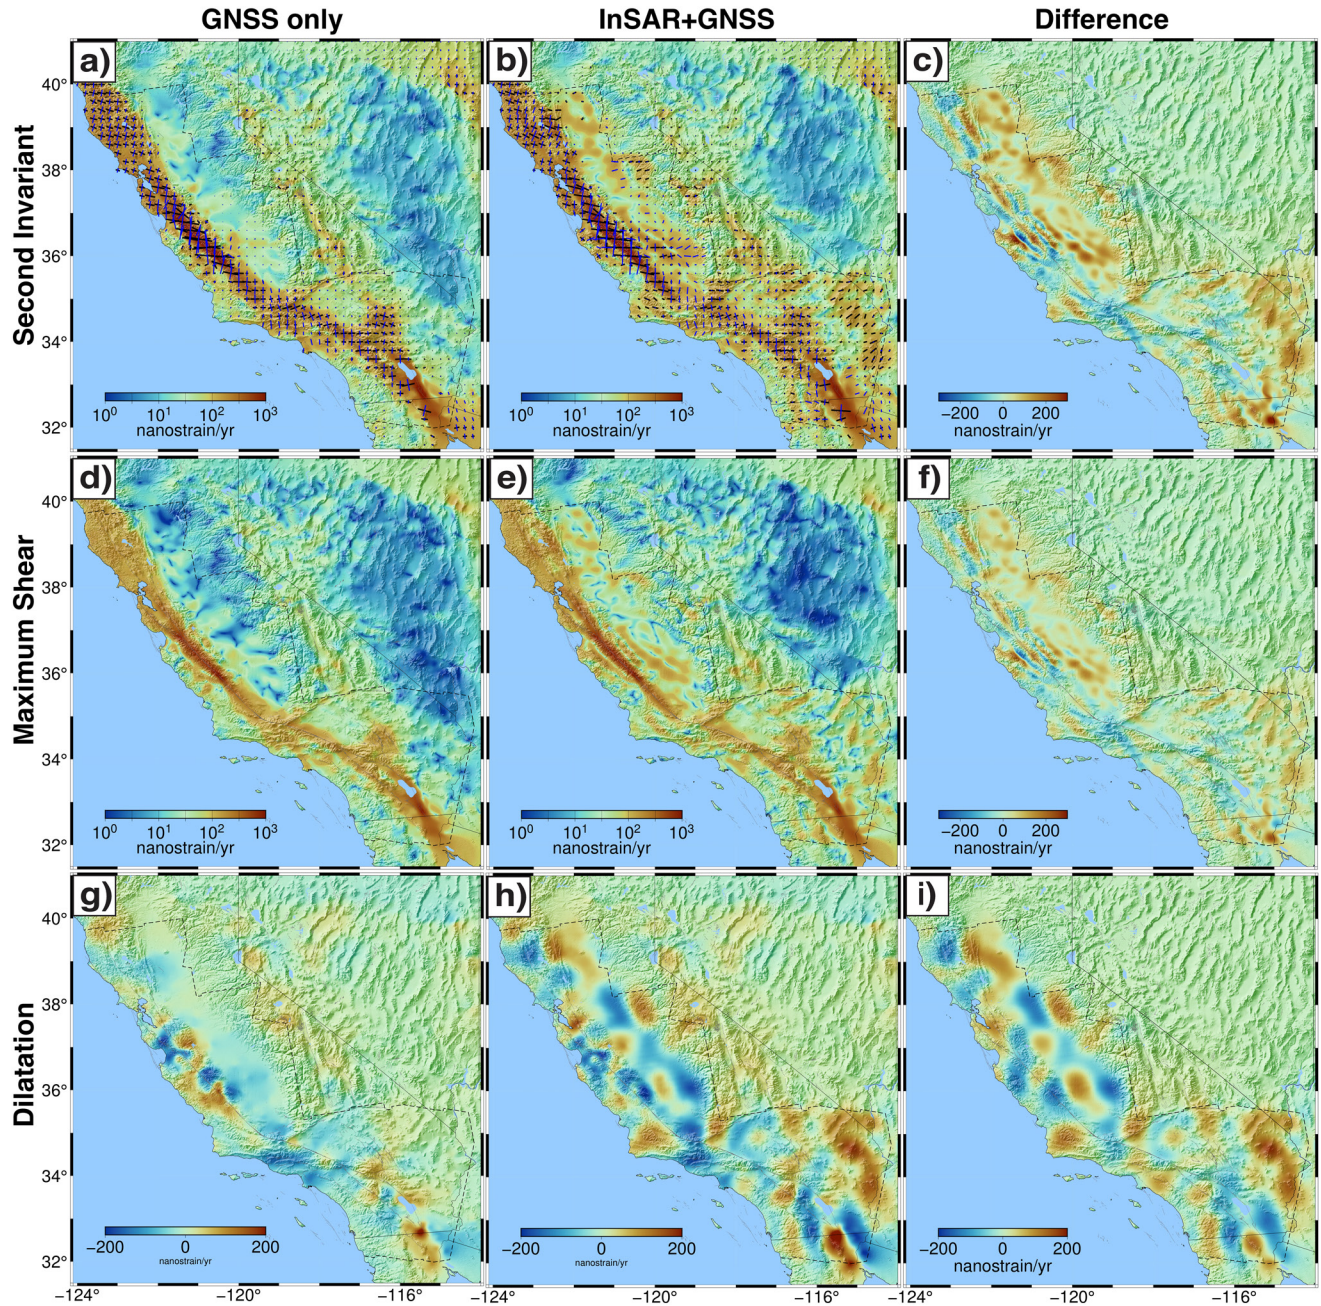 GNSS only InSAR+GNSS Difference
Second Invariant
a) b) c)
40°
38°
36°
34°
32°
10⁰ 10¹ 10² 10³
nanostrain/yr
10⁰ 10¹ 10² 10³
nanostrain/yr
−200 0 200
nanostrain/yr
Maximum Shear
d) e) f)
40°
38°
36°
34°
32°
10⁰ 10¹ 10² 10³
nanostrain/yr
10⁰ 10¹ 10² 10³
nanostrain/yr
−200 0 200
nanostrain/yr
Dilatation
g) h) i)
40°
38°
36°
34°
32°
−200 0 200
nanostrain/yr
−200 0 200
nanostrain/yr
−200 0 200
nanostrain/yr
−124° −120° −116° −120° −116° −124° −120° −116°